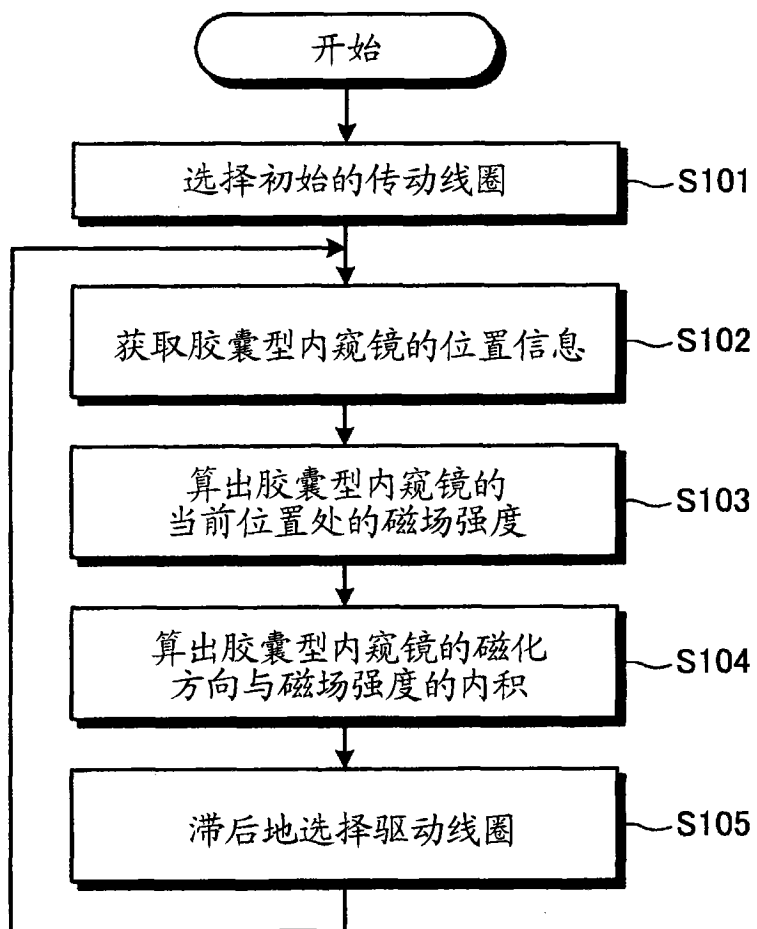 开始
选择初始的传动线圈
S101
获取胶囊型内窥镜的位置信息
S102
算出胶囊型内窥镜的
当前位置处的磁场强度
S103
算出胶囊型内窥镜的磁化
方向与磁场强度的内积
S104
滞后地选择驱动线圈
S105